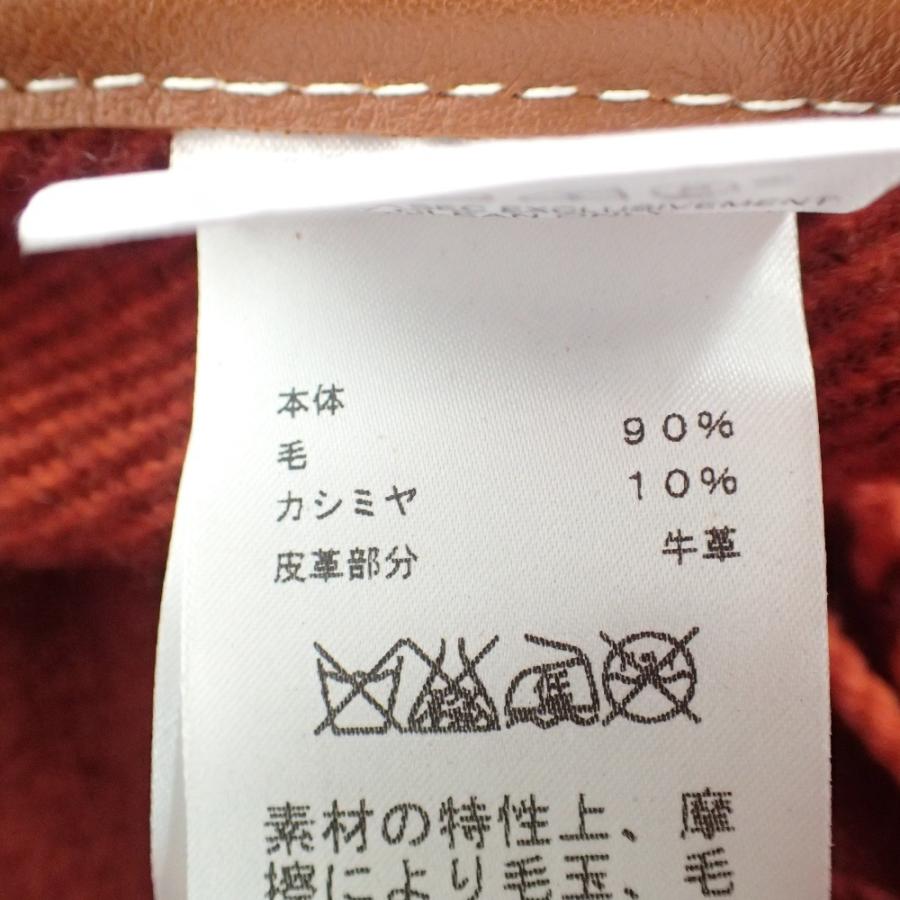 EXCLUSIVEMENT
本体
毛 90%
カシミヤ 10%
皮革部分 牛革
素材の特性上、摩
擦により毛玉、毛